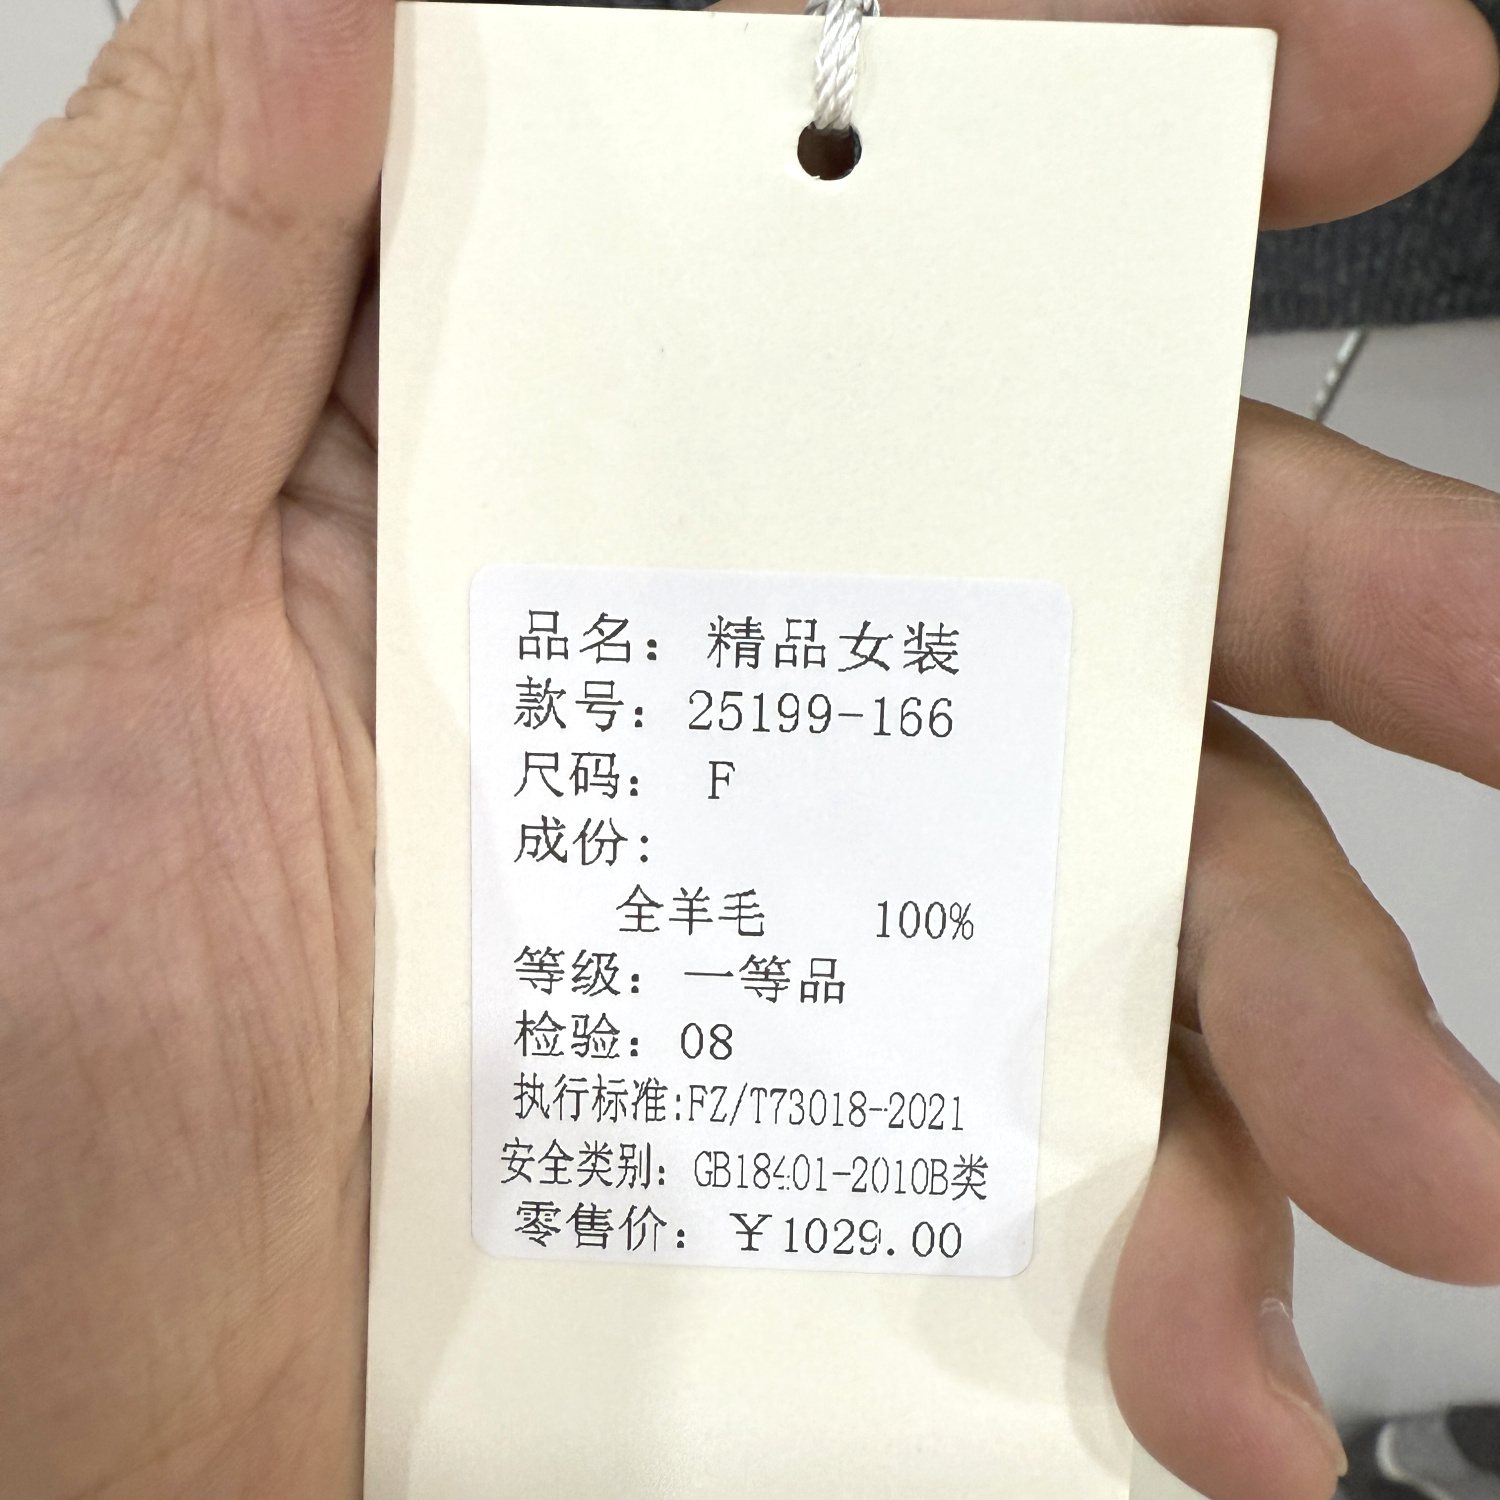 品名：精品女装
款号：25199-166
尺码：F
成份：
全羊毛 100%
等级：一等品
检验：08
执行标准:FZ/T73018-2021
安全类别：GB18401-2010B类
零售价：￥1029.00